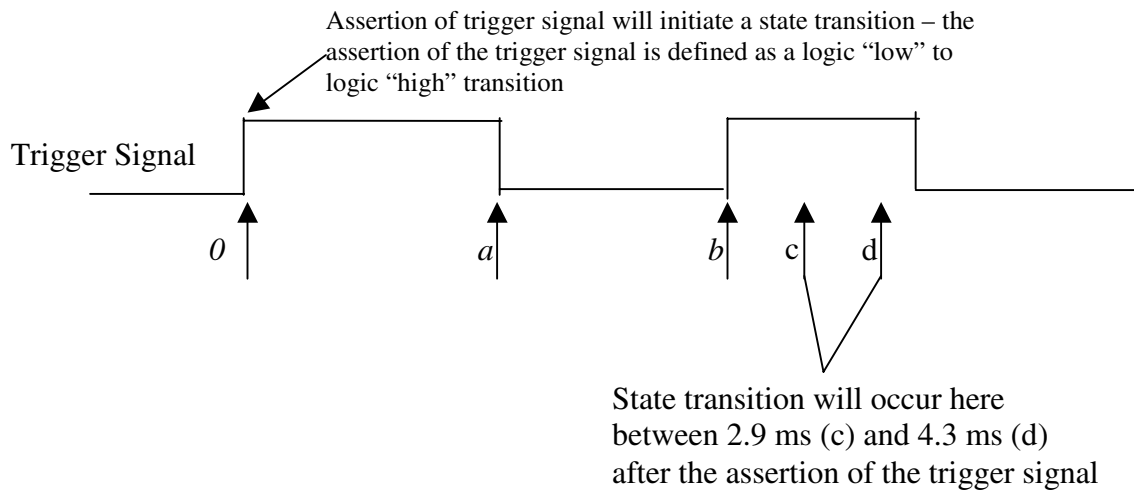 Assertion of trigger signal will initiate a state transition – the
assertion of the trigger signal is defined as a logic “low” to
logic “high” transition
Trigger Signal
0
a
b
c
d
State transition will occur here
between 2.9 ms (c) and 4.3 ms (d)
after the assertion of the trigger signal